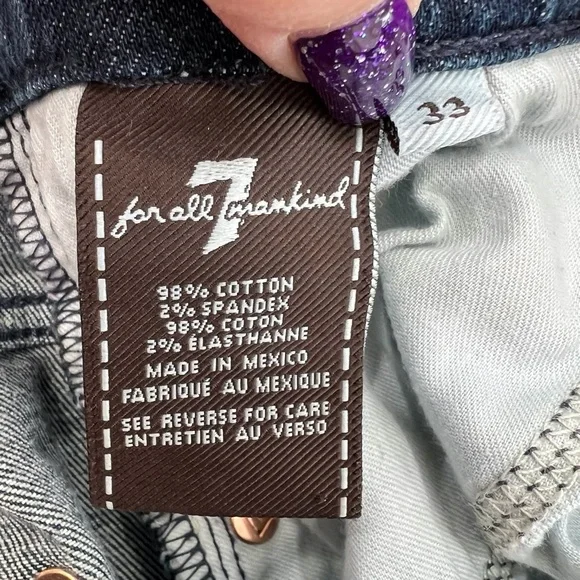 33
for all 7 mankind
98% COTTON
2% SPANDEX
98% COTON
2% ÉLASTHANNE
MADE IN MEXICO
FABRIQUÉ AU MEXIQUE
SEE REVERSE FOR CARE
ENTRETIEN AU VERSO